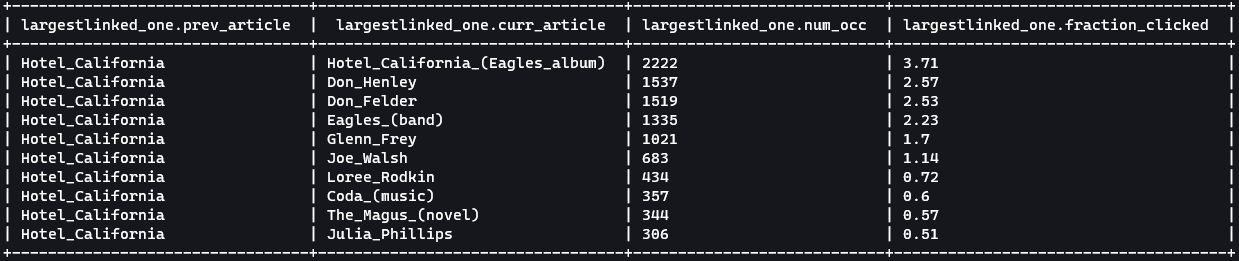 | largestlinked_one.prev_article | largestlinked_one.curr_article | largestlinked_one.num_occ | largestlinked_one.fraction_clicked |
| Hotel_California | Hotel_California_(Eagles_album) | 2222 | 3.71 |
| Hotel_California | Don_Henley | 1537 | 2.57 |
| Hotel_California | Don_Felder | 1519 | 2.53 |
| Hotel_California | Eagles_(band) | 1335 | 2.23 |
| Hotel_California | Glenn_Frey | 1021 | 1.7 |
| Hotel_California | Joe_Walsh | 683 | 1.14 |
| Hotel_California | Loree_Rodkin | 434 | 0.72 |
| Hotel_California | Coda_(music) | 357 | 0.6 |
| Hotel_California | The_Magus_(novel) | 344 | 0.57 |
| Hotel_California | Julia_Phillips | 306 | 0.51 |